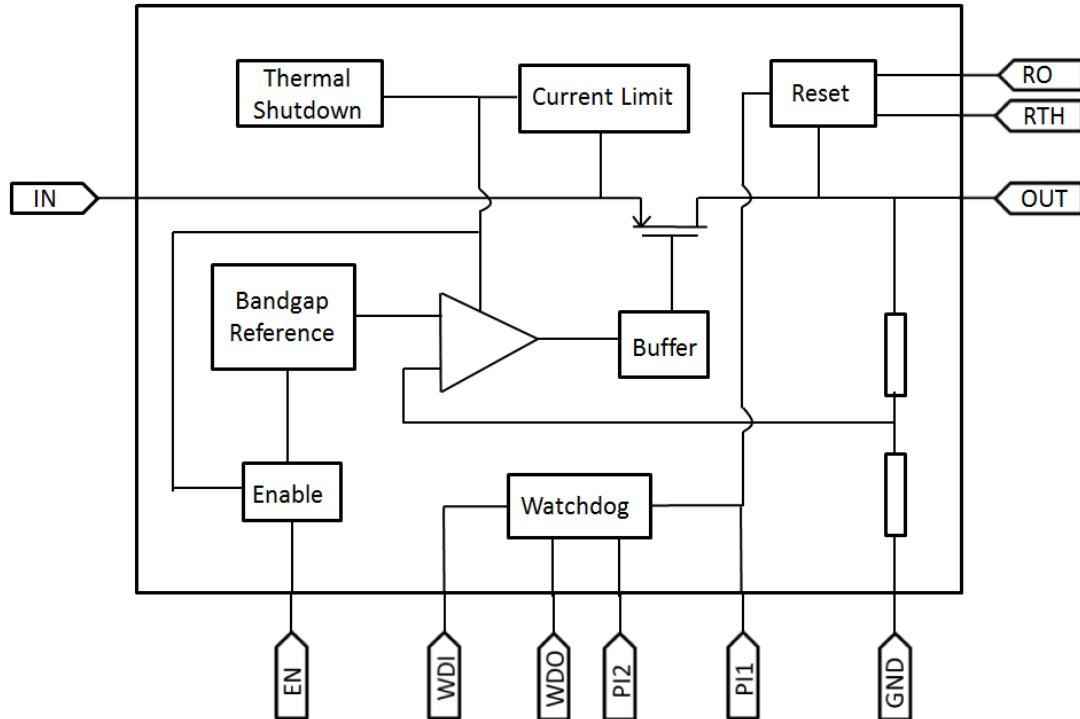 Thermal
Shutdown
Current Limit
Reset
RO
RTH
IN
OUT
Bandgap
Reference
Buffer
Enable
Watchdog
EN
WDI
WDO
PI2
PI1
GND